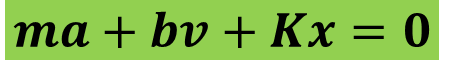 ma + bv + Kx = 0